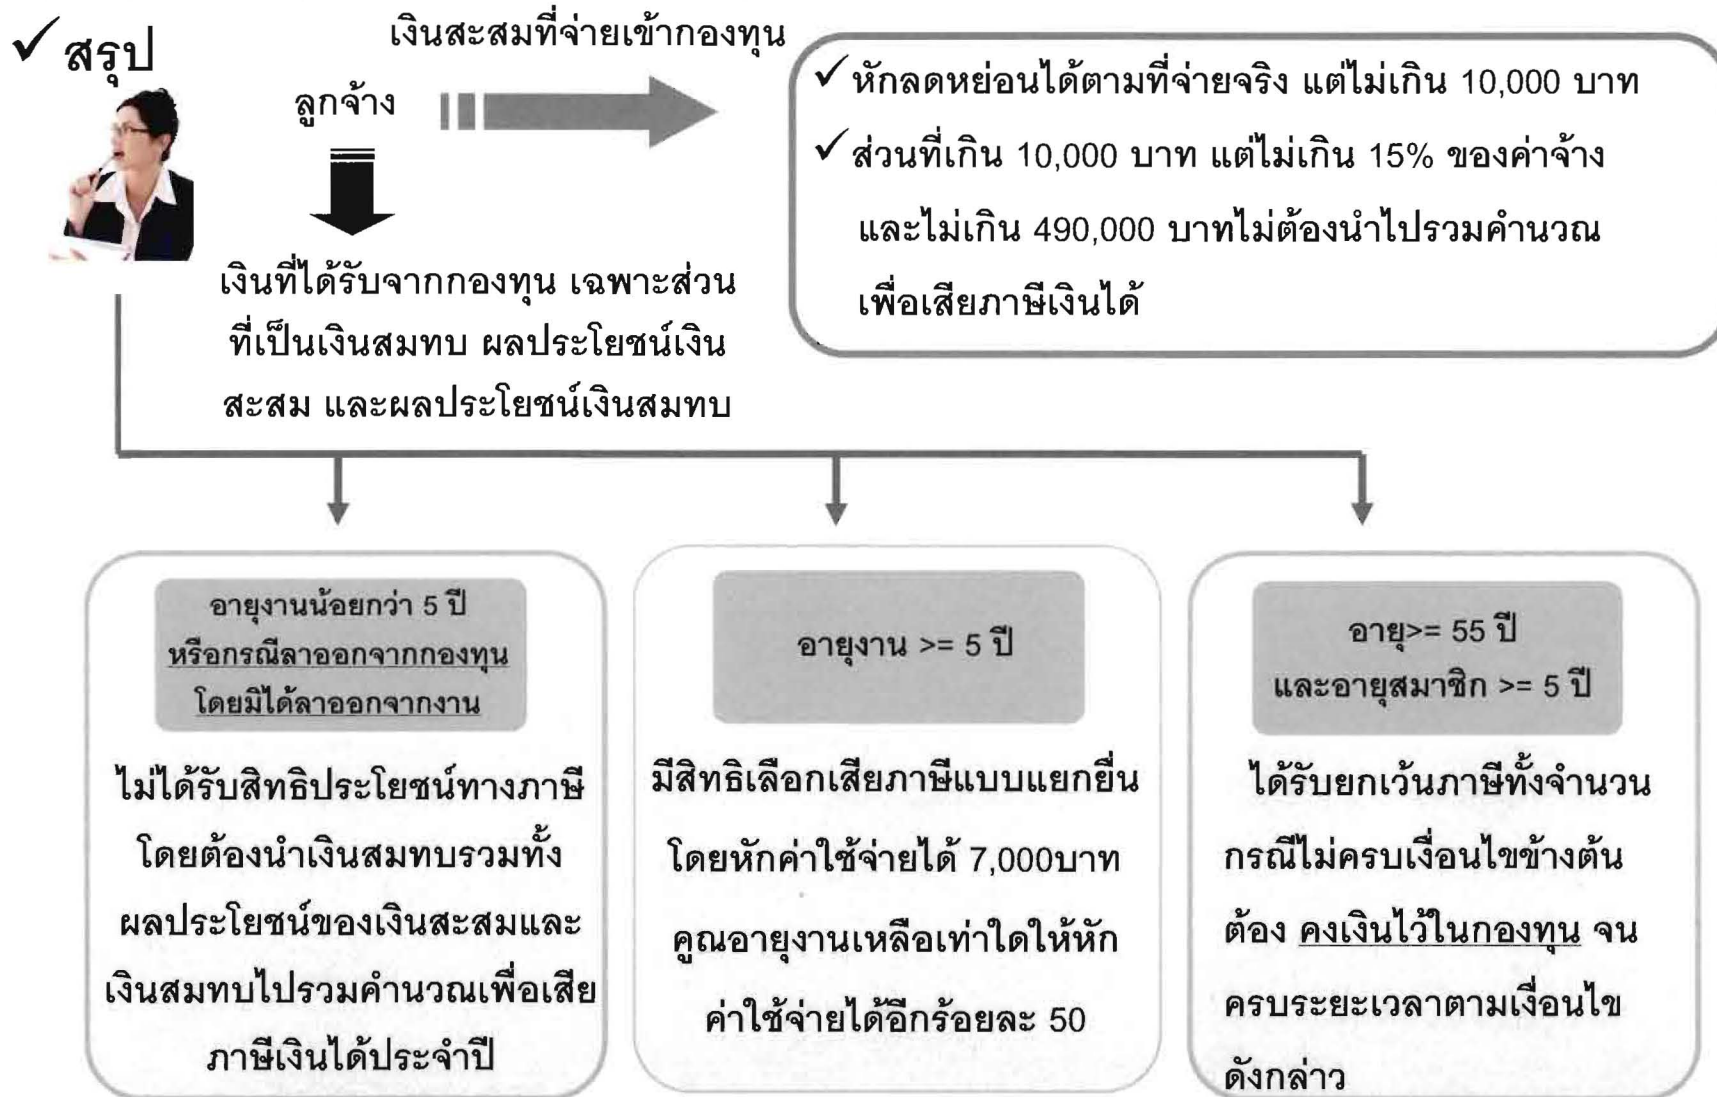 ✓ สรุป
เงินสะสมที่จ่ายเข้ากองทุน
ลูกจ้าง
✓ หักลดหย่อนได้ตามที่จ่ายจริง แต่ไม่เกิน 10,000 บาท
✓ ส่วนที่เกิน 10,000 บาท แต่ไม่เกิน 15% ของค่าจ้าง
และไม่เกิน 490,000 บาทไม่ต้องนำไปรวมคำนวณ
เพื่อเสียภาษีเงินได้
เงินที่ได้รับจากกองทุน เฉพาะส่วน
ที่เป็นเงินสมทบ ผลประโยชน์เงิน
สะสม และผลประโยชน์เงินสมทบ
อายุงานน้อยกว่า 5 ปี
หรือกรณีลาออกจากกองทุน
โดยมิได้ลาออกจากงาน
ไม่ได้รับสิทธิประโยชน์ทางภาษี
โดยต้องนำเงินสมทบรวมทั้ง
ผลประโยชน์ของเงินสะสมและ
เงินสมทบไปรวมคำนวณเพื่อเสีย
ภาษีเงินได้ประจำปี
อายุงาน >= 5 ปี
มีสิทธิเลือกเสียภาษีแบบแยกยื่น
โดยหักค่าใช้จ่ายได้ 7,000บาท
คูณอายุงานเหลือเท่าใดให้หัก
ค่าใช้จ่ายได้อีกร้อยละ 50
อายุ>= 55 ปี
และอายุสมาชิก >= 5 ปี
ได้รับยกเว้นภาษีทั้งจำนวน
กรณีไม่ครบเงื่อนไขข้างต้น
ต้อง คงเงินไว้ในกองทุน จน
ครบระยะเวลาตามเงื่อนไข
ดังกล่าว